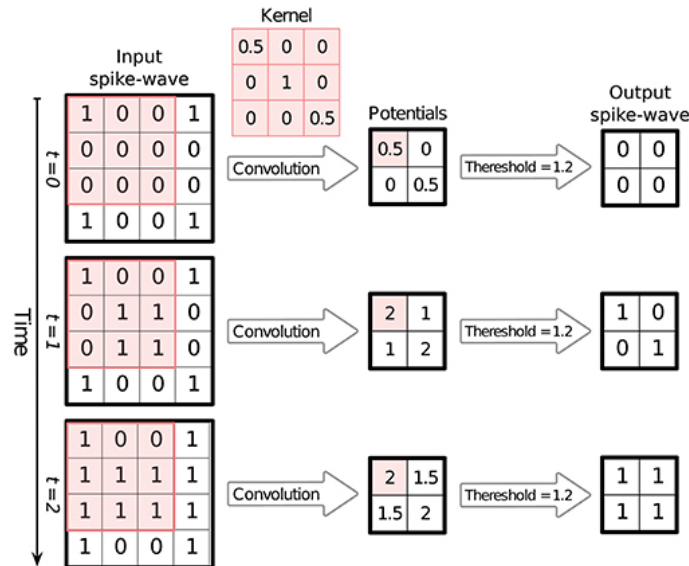 Kernel
0.5 0 0
0 1 0
0 0 0.5
Input
spike-wave
Potentials
Output
spike-wave
Time
t=0
1 0 0 1
0 0 0 0
0 0 0 0
1 0 0 1
Convolution
0.5 0
0 0.5
Thereshold=1.2
0 0
0 0
t=1
1 0 0 1
0 1 1 0
0 1 1 0
1 0 0 1
Convolution
2 1
1 2
Thereshold=1.2
1 0
0 1
t=2
1 0 0 1
1 1 1 1
1 1 1 1
1 0 0 1
Convolution
2 1.5
1.5 2
Thereshold=1.2
1 1
1 1